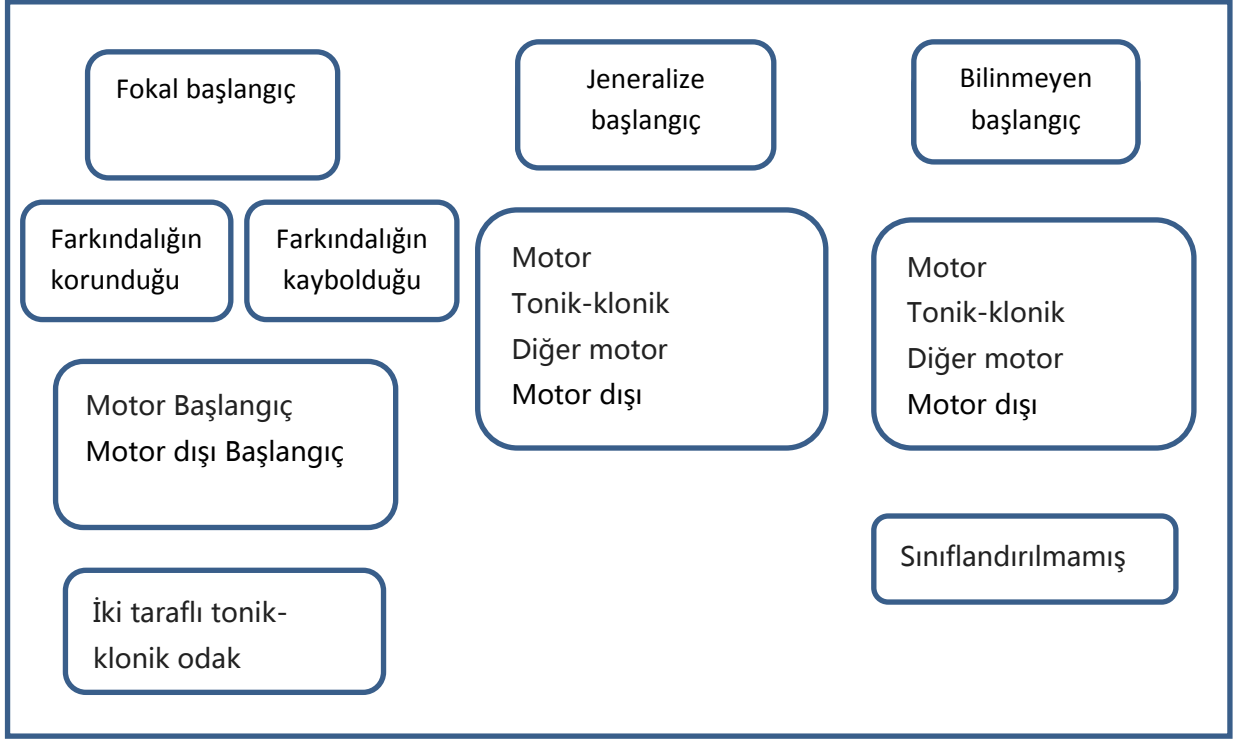 Fokal başlangıç
Jeneralize
başlangıç
Bilinmeyen
başlangıç
Farkındalığın
korunduğu
Farkındalığın
kaybolduğu
Motor
Tonik-klonik
Diğer motor
Motor dışı
Motor
Tonik-klonik
Diğer motor
Motor dışı
Motor Başlangıç
Motor dışı Başlangıç
Sınıflandırılmamış
İki taraflı tonik-
klonik odak